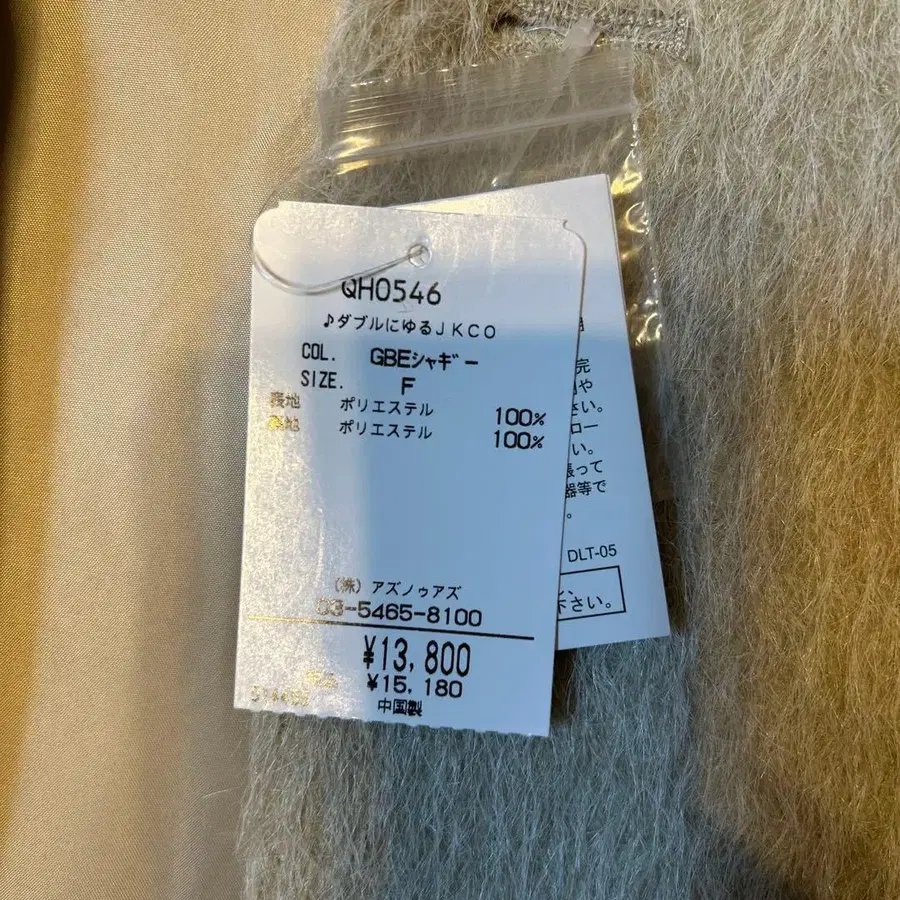 QH0546
♪ダブルにゆるJKCO
COL. GBEシャギー
SIZE. F
表地 ポリエステル 100%
裏地 ポリエステル 100%
(株) アズノゥアズ
03-5465-8100
¥13,800
¥15,180
中国製
完
や
さい。
ロー
い。
張って
器等で
。
DLT-05
下さい。